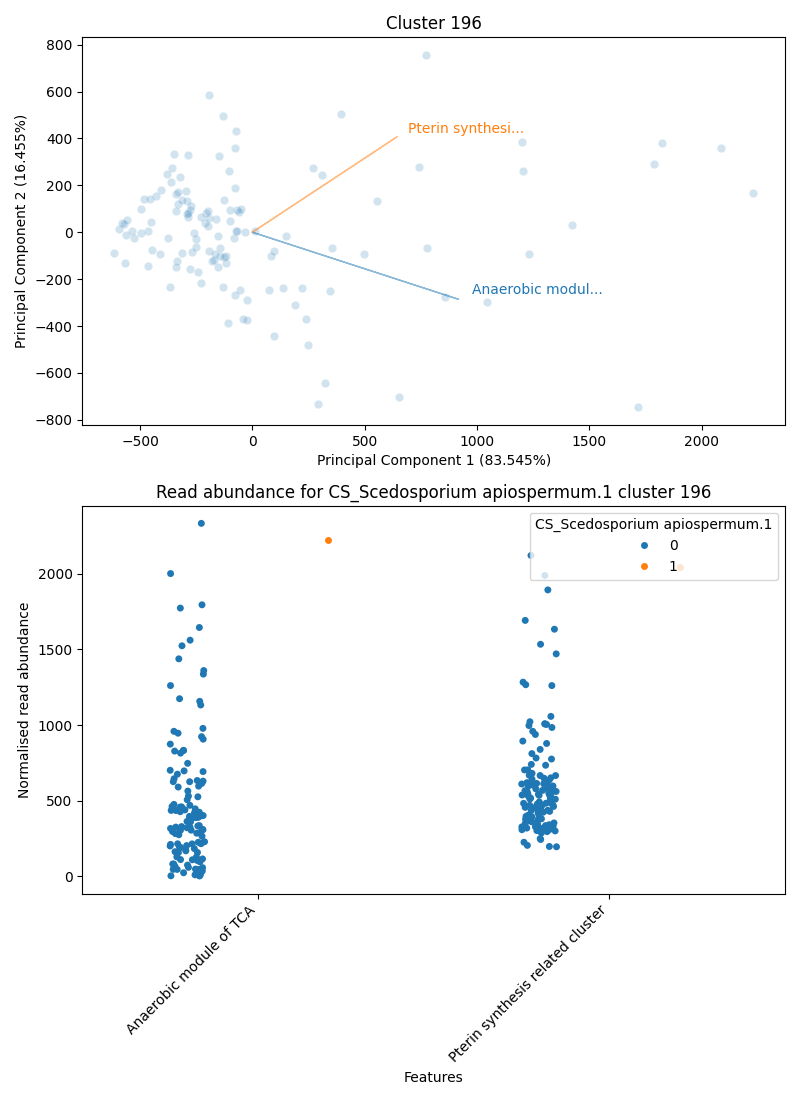 Cluster 196
800
600
400
200
0
−200
−400
−600
−800
Principal Component 2 (16.455%)
Pterin synthesi...
Anaerobic modul...
−500
0
500
1000
1500
2000
Principal Component 1 (83.545%)
Read abundance for CS_Scedosporium apiospermum.1 cluster 196
CS_Scedosporium apiospermum.1
0
1
2000
1500
1000
500
0
Normalised read abundance
Anaerobic module of TCA
Pterin synthesis related cluster
Features